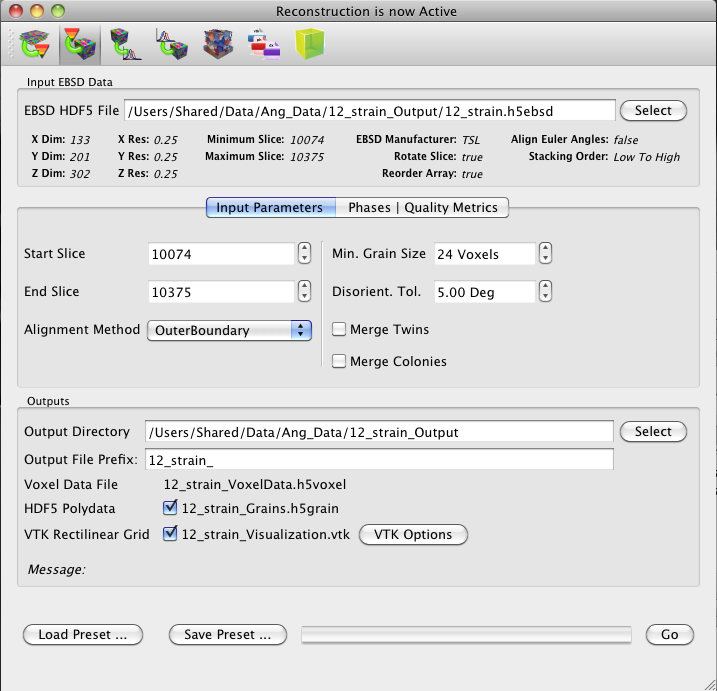 Reconstruction is now Active
Input EBSD Data
EBSD HDF5 File /Users/Shared/Data/Ang_Data/12_strain_Output/12_strain.h5ebsd Select
X Dim: 133 X Res: 0.25 Minimum Slice: 10074 EBSD Manufacturer: TSL Align Euler Angles: false
Y Dim: 201 Y Res: 0.25 Maximum Slice: 10375 Rotate Slice: true Stacking Order: Low To High
Z Dim: 302 Z Res: 0.25 Reorder Array: true
Input Parameters Phases | Quality Metrics
Start Slice 10074 Min. Grain Size 24 Voxels
End Slice 10375 Disorient. Tol. 5.00 Deg
Alignment Method OuterBoundary Merge Twins
Merge Colonies
Outputs
Output Directory /Users/Shared/Data/Ang_Data/12_strain_Output Select
Output File Prefix: 12_strain_
Voxel Data File 12_strain_VoxelData.h5voxel
HDF5 Polydata 12_strain_Grains.h5grain
VTK Rectilinear Grid 12_strain_Visualization.vtk VTK Options
Message:
Load Preset ... Save Preset ... Go